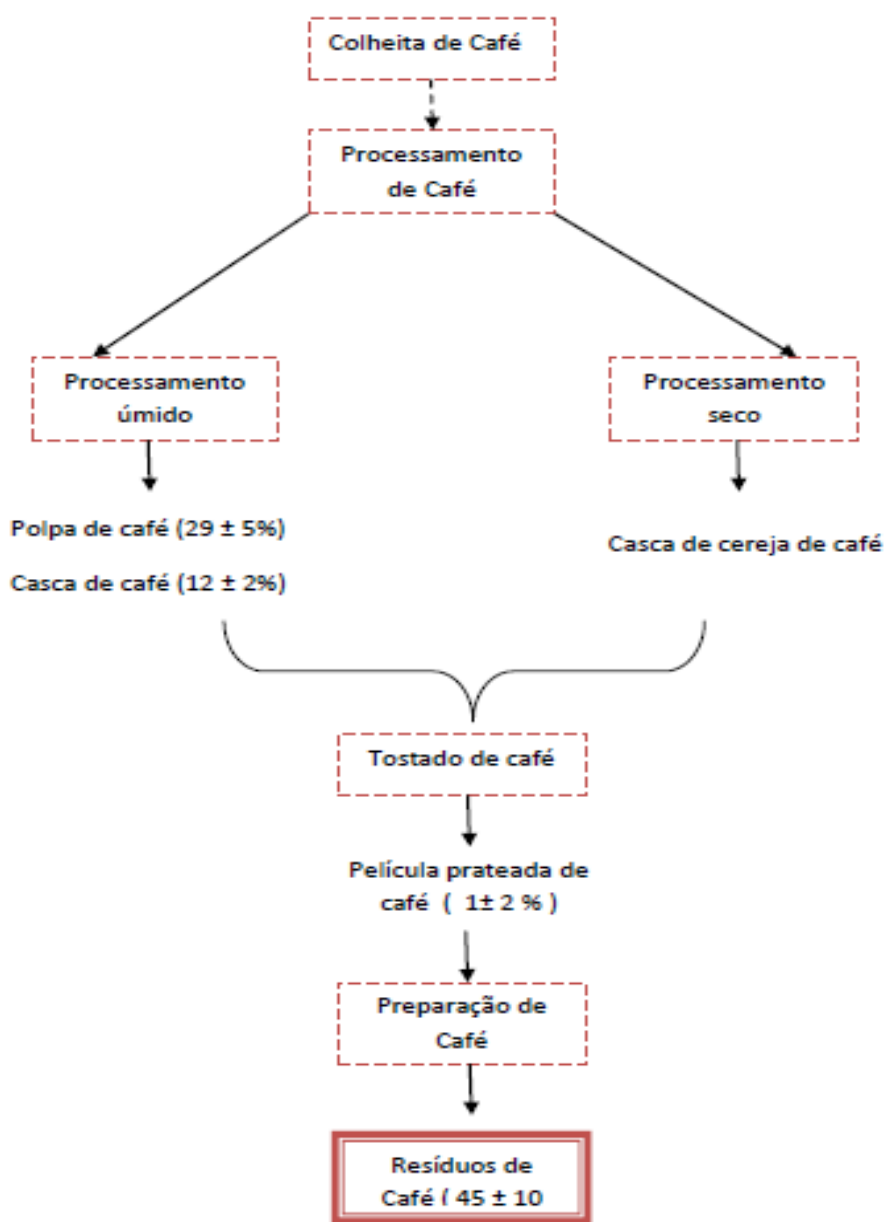 Colheita de Café
Processamento
de Café
Processamento
úmido
Processamento
seco
Polpa de café (29 ± 5%)
Casca de café (12 ± 2%)
Casca de cereja de café
Tostado de café
Película prateada de
café ( 1± 2 % )
Preparação de
Café
Resíduos de
Café ( 45 ± 10